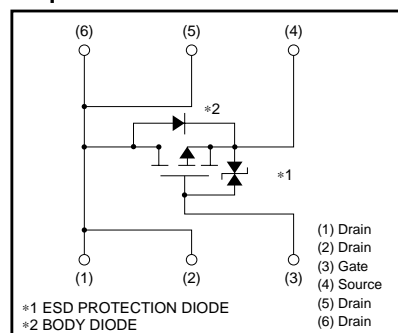 (6) (5) (4)
∗2
∗1
(1) (2) (3)
(1) Drain
(2) Drain
(3) Gate
(4) Source
(5) Drain
(6) Drain
∗1 ESD PROTECTION DIODE
∗2 BODY DIODE